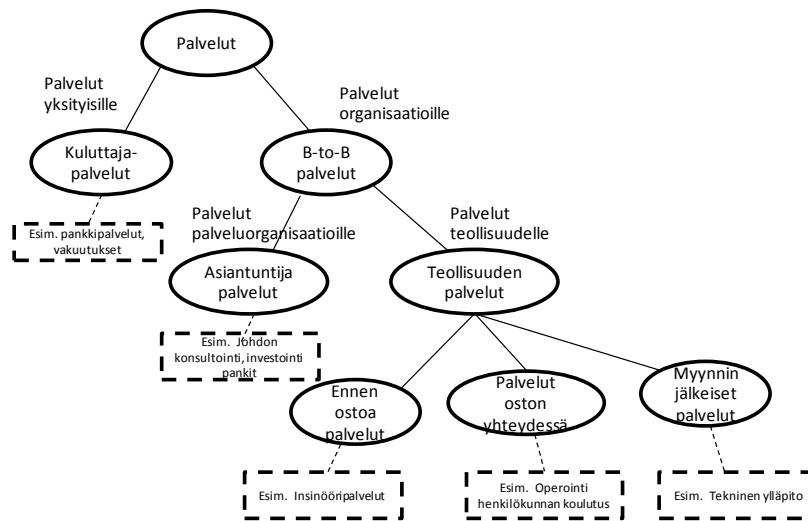 Palvelut
Palvelut
yksityisille
Palvelut
organisaatioille
Kuluttaja-
palvelut
B-to-B
palvelut
Esim. pankkipalvelut,
vakuutukset
Palvelut
palveluorganisaatioille
Palvelut
teollisuudelle
Asiantuntija
palvelut
Teollisuuden
palvelut
Esim. Johdon
konsultointi, investointi
pankit
Ennen
ostoa
palvelut
Palvelut
oston
yhteydessä
Myynnin
jälkeiset
palvelut
Esim. Insinööripalvelut
Esim. Operointi
henkilökunnan koulutus
Esim. Tekninen ylläpito